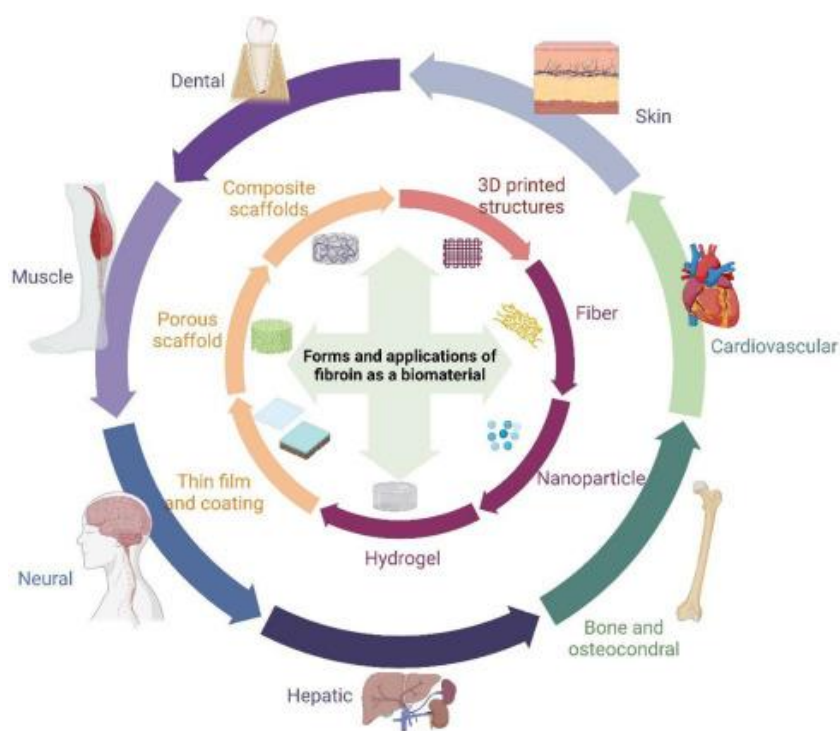 Dental
Skin
Composite
scaffolds
3D printed
structures
Muscle
Porous
scaffold
Fiber
Forms and applications of
fibroin as a biomaterial
Cardiovascular
Thin film
and coating
Nanoparticle
Hydrogel
Neural
Bone and
osteocondral
Hepatic